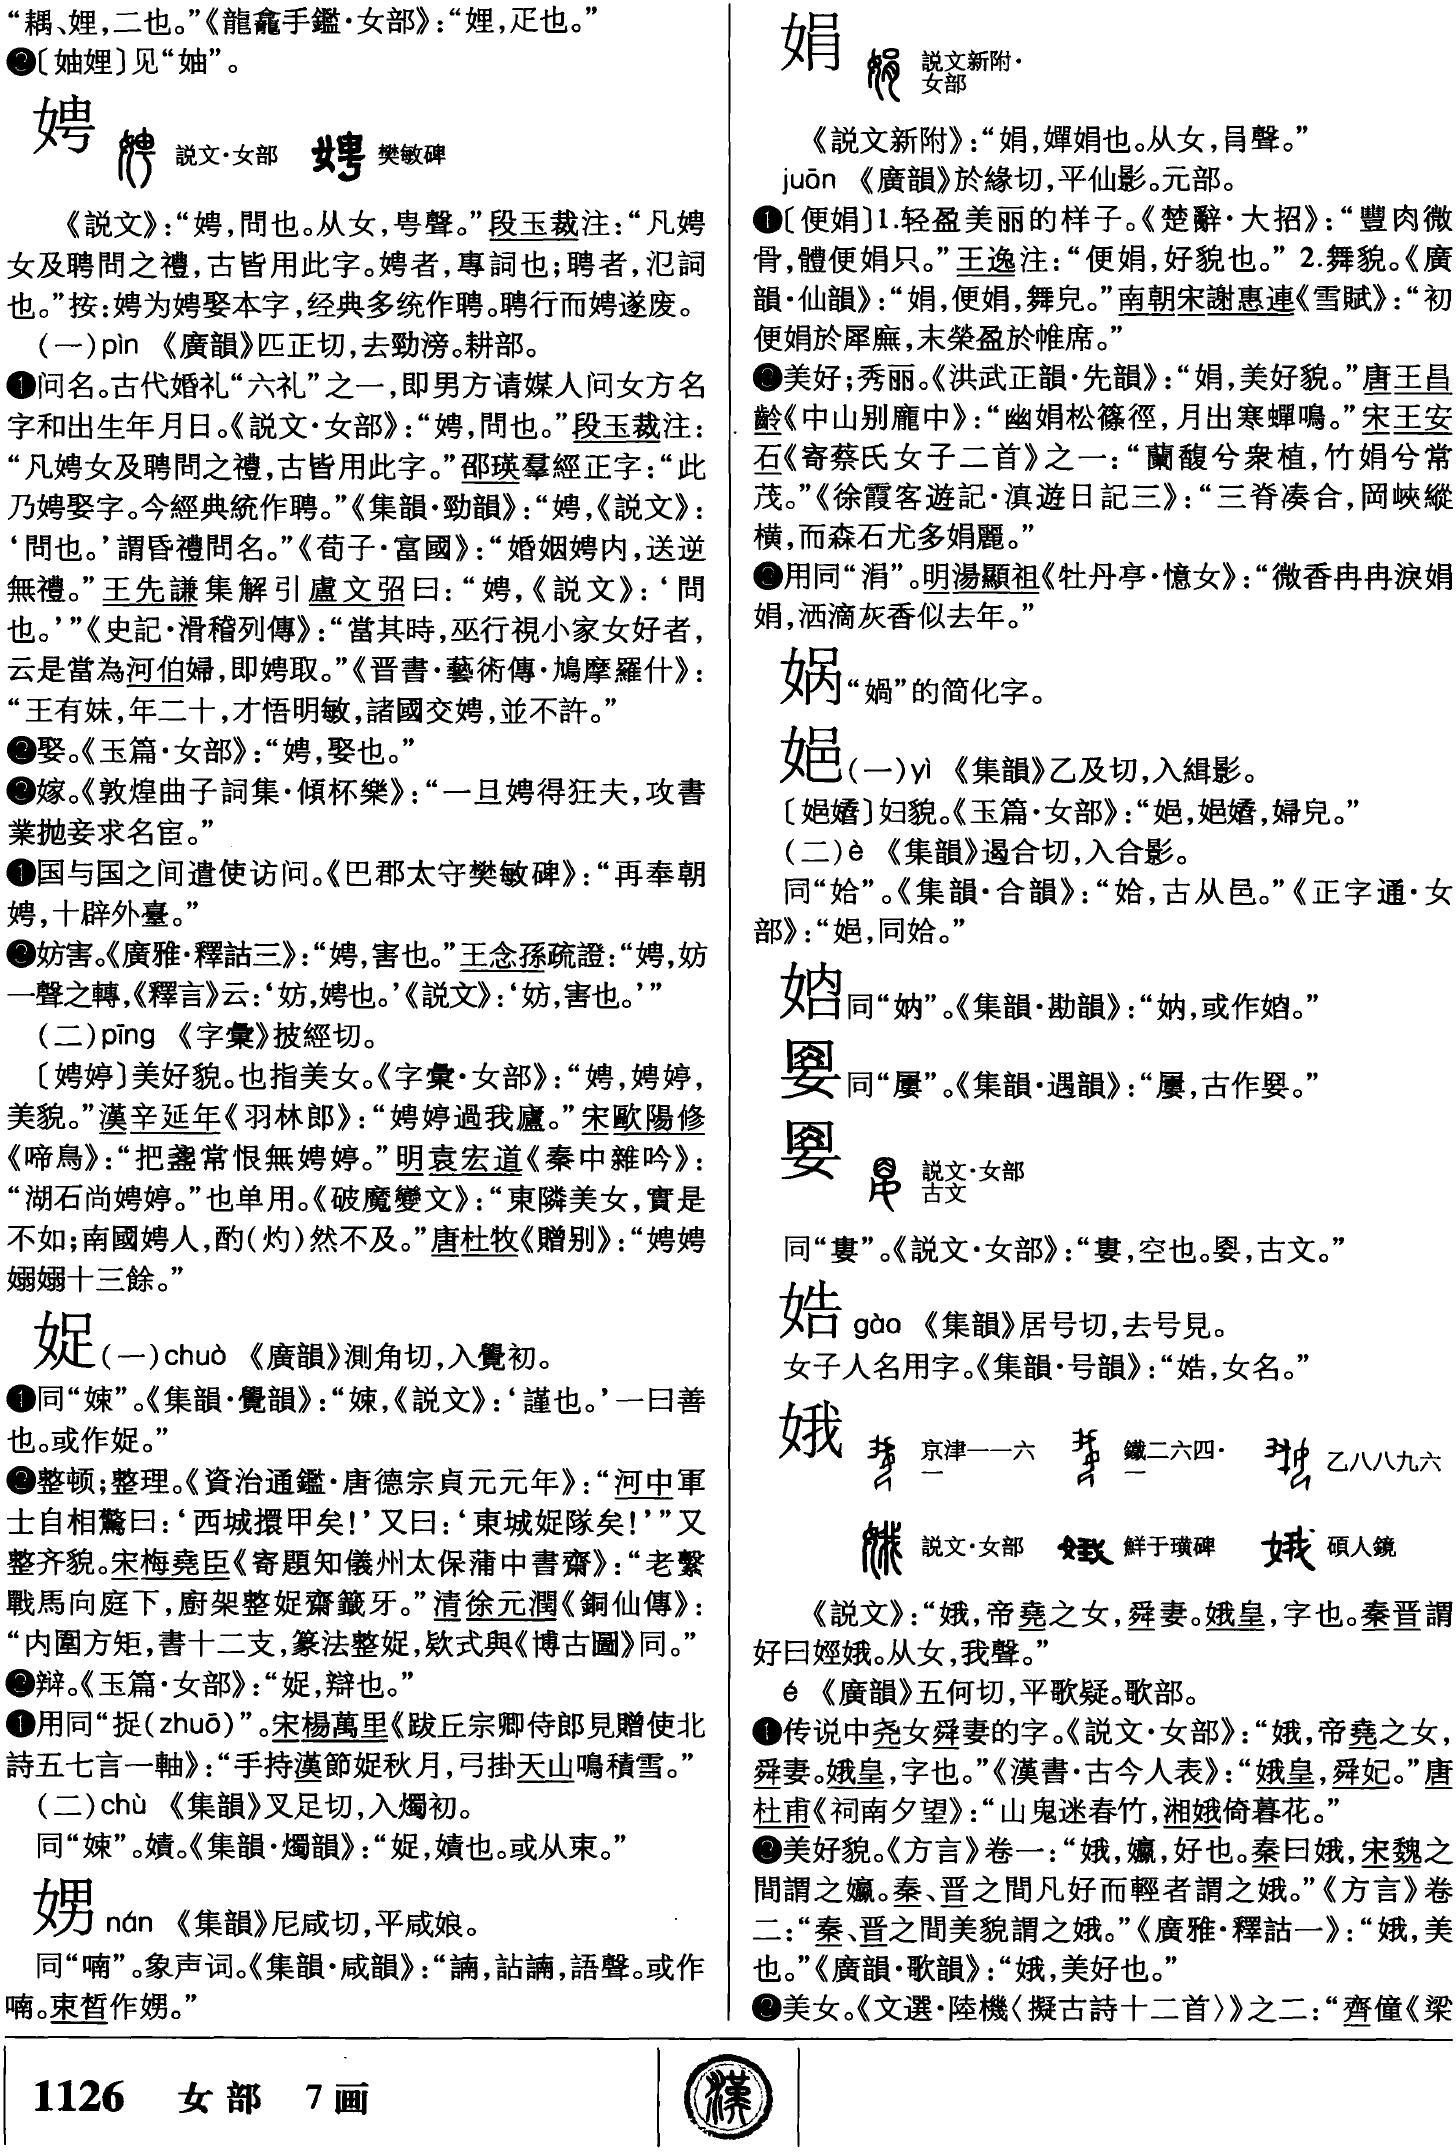 “耦、娌，二也。”《龍龕手鑑·女部》：“娌，疋也。”
❷〔妯娌〕见“妯”。
娉
説文·女部 樊敏碑
《説文》：“娉，問也。从女，甹聲。”段玉裁注：“凡娉
女及聘問之禮，古皆用此字。娉者，專詞也；聘者，氾詞
也。”按：娉为娉娶本字，经典多统作聘。聘行而娉遂废。
（一）pìn 《廣韻》匹正切，去勁滂。耕部。
❶问名。古代婚礼“六礼”之一，即男方请媒人问女方名
字和出生年月日。《説文·女部》：“娉，問也。”段玉裁注：
“凡娉女及聘問之禮，古皆用此字。”邵瑛羣經正字：“此
乃娉娶字。今經典統作聘。”《集韻·勁韻》：“娉，《説文》：
‘問也。’謂昏禮問名。”《荀子·富國》：“婚姻娉内，送逆
無禮。”王先謙集解引盧文弨曰：“娉，《説文》：‘問
也。’”《史記·滑稽列傳》：“當其時，巫行視小家女好者，
云是當為河伯婦，即娉取。”《晋書·藝術傳·鳩摩羅什》：
“王有妹，年二十，才悟明敏，諸國交娉，並不許。”
❷娶。《玉篇·女部》：“娉，娶也。”
❷嫁。《敦煌曲子詞集·傾杯樂》：“一旦娉得狂夫，攻書
業抛妾求名宦。”
❶国与国之间遣使访问。《巴郡太守樊敏碑》：“再奉朝
娉，十辟外臺。”
❷妨害。《廣雅·釋詁三》：“娉，害也。”王念孫疏證：“娉，妨
一聲之轉，《釋言》云：‘妨，娉也。’《説文》：‘妨，害也。’”
（二）pīng 《字彙》披經切。
〔娉婷〕美好貌。也指美女。《字彙·女部》：“娉，娉婷，
美貌。”漢辛延年《羽林郎》：“娉婷過我廬。”宋歐陽修
《啼鳥》：“把盞常恨無娉婷。”明袁宏道《秦中雜吟》：
“湖石尚娉婷。”也单用。《破魔變文》：“東隣美女，實是
不如；南國娉人，酌（灼）然不及。”唐杜牧《贈别》：“娉娉
嫋嫋十三餘。”
娖（一）chuò 《廣韻》測角切，入覺初。
❶同“娕”。《集韻·覺韻》：“娕，《説文》：‘謹也。’一曰善
也。或作娖。”
❷整顿；整理。《資治通鑑·唐德宗貞元元年》：“河中軍
士自相驚曰：‘西城擐甲矣！’又曰：‘東城娖隊矣！’”又
整齐貌。宋梅堯臣《寄題知儀州太保蒲中書齋》：“老繫
戰馬向庭下，廚架整娖齋籤牙。”清徐元潤《銅仙傳》：
“内圍方矩，書十二支，篆法整娖，欵式與《博古圖》同。”
❷辩。《玉篇·女部》：“娖，辯也。”
❶用同“捉（zhuō）”。宋楊萬里《跋丘宗卿侍郎見贈使北
詩五七言一軸》：“手持漢節娖秋月，弓掛天山鳴積雪。”
（二）chù 《集韻》叉足切，入燭初。
同“娕”。嬻。《集韻·燭韻》：“娖，嬻也。或从束。”
娚 nán 《集韻》尼咸切，平咸娘。
同“喃”。象声词。《集韻·咸韻》：“諵，詀諵，語聲。或作
喃。束皙作娚。”
娟
説文新附·
女部
《説文新附》：“娟，嬋娟也。从女，肙聲。”
juān 《廣韻》於緣切，平仙影。元部。
❶〔便娟〕1.轻盈美丽的样子。《楚辭·大招》：“豐肉微
骨，體便娟只。”王逸注：“便娟，好貌也。” 2.舞貌。《廣
韻·仙韻》：“娟，便娟，舞皃。”南朝宋謝惠連《雪賦》：“初
便娟於墀廡，末縈盈於帷席。”
❷美好；秀丽。《洪武正韻·先韻》：“娟，美好貌。”唐王昌
齡《中山别龐中》：“幽娟松篠徑，月出寒蟬鳴。”宋王安
石《寄蔡氏女子二首》之一：“蘭馥兮衆植，竹娟兮常
茂。”《徐霞客遊記·滇遊日記三》：“三脊凑合，岡峽縱
横，而森石尤多娟麗。”
❷用同“涓”。明湯顯祖《牡丹亭·憶女》：“微香冉冉淚娟
娟，洒滴灰香似去年。”
娲“媧”的简化字。
㛕（一）yì 《集韻》乙及切，入緝影。
〔㛕嬌〕妇貌。《玉篇·女部》：“㛕，㛕嬌，婦皃。”
（二）è 《集韻》遏合切，入合影。
同“姶”。《集韻·合韻》：“姶，古从邑。”《正字通·女
部》：“㛕，同姶。”
同“妠”。《集韻·勘韻》：“妠，或作。”
同“屢”。《集韻·遇韻》：“屢，古作。”
説文·女部
古文
同“婁”。《説文·女部》：“婁，空也。，古文。”
㛓 gào 《集韻》居号切，去号見。
女子人名用字。《集韻·号韻》：“㛓，女名。”
娥
京津一一六一 鐵二六四·一 乙八八九六
説文·女部 鮮于璜碑 碩人鏡
《説文》：“娥，帝堯之女，舜妻。娥皇，字也。秦晋謂
好曰娙娥。从女，我聲。”
é 《廣韻》五何切，平歌疑。歌部。
❶传说中尧女舜妻的字。《説文·女部》：“娥，帝堯之女，
舜妻。娥皇，字也。”《漢書·古今人表》：“娥皇，舜妃。”唐
杜甫《祠南夕望》：“山鬼迷春竹，湘娥倚暮花。”
❷美好貌。《方言》卷一：“娥，㜲，好也。秦曰娥，宋魏之
間謂之㜲。秦、晋之間凡好而輕者謂之娥。”《方言》卷
二：“秦、晋之間美貌謂之娥。”《廣雅·釋詁一》：“娥，美
也。”《廣韻·歌韻》：“娥，美好也。”
❷美女。《文選·陸機〈擬古詩十二首〉》之二：“齊僮《梁
1126 女部 7画
漢